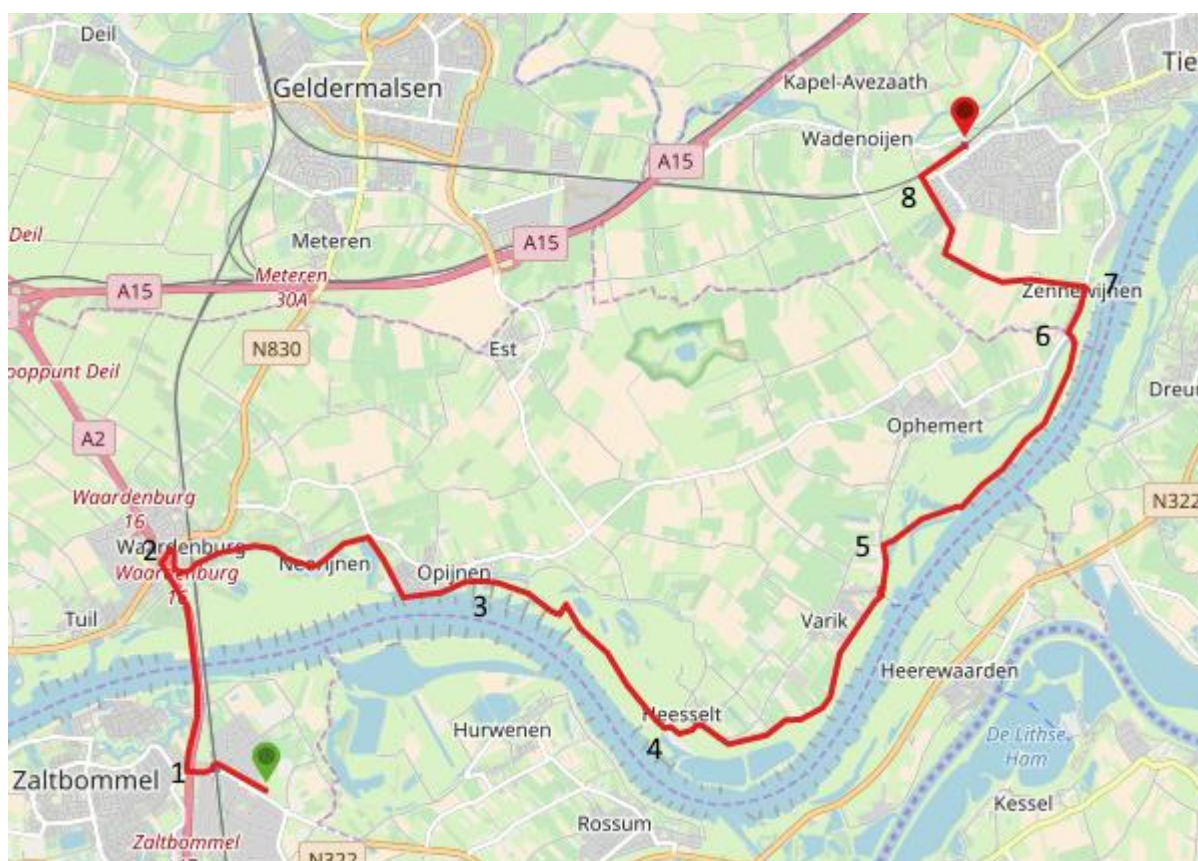 Deil
Geldermalsen
Tie
Kapel-Avezaath
Wadenoijen
A15
8
Deil
Meteren
A15
Meteren
30A
A15
Zennewijnen
7
6
N830
Est
ooppunt Deil
Dreu
A2
Ophemert
Waardenburg
16
N322
2
Waardenburg
Waardenburg
16
Neerijnen
Opijnen
5
3
Tuil
Varik
Heerewaarden
Heesselt
Hurwenen
4
De Lithse
Ham
Zaltbommel
1
Kessel
Rossum
Zaltbommel
N322